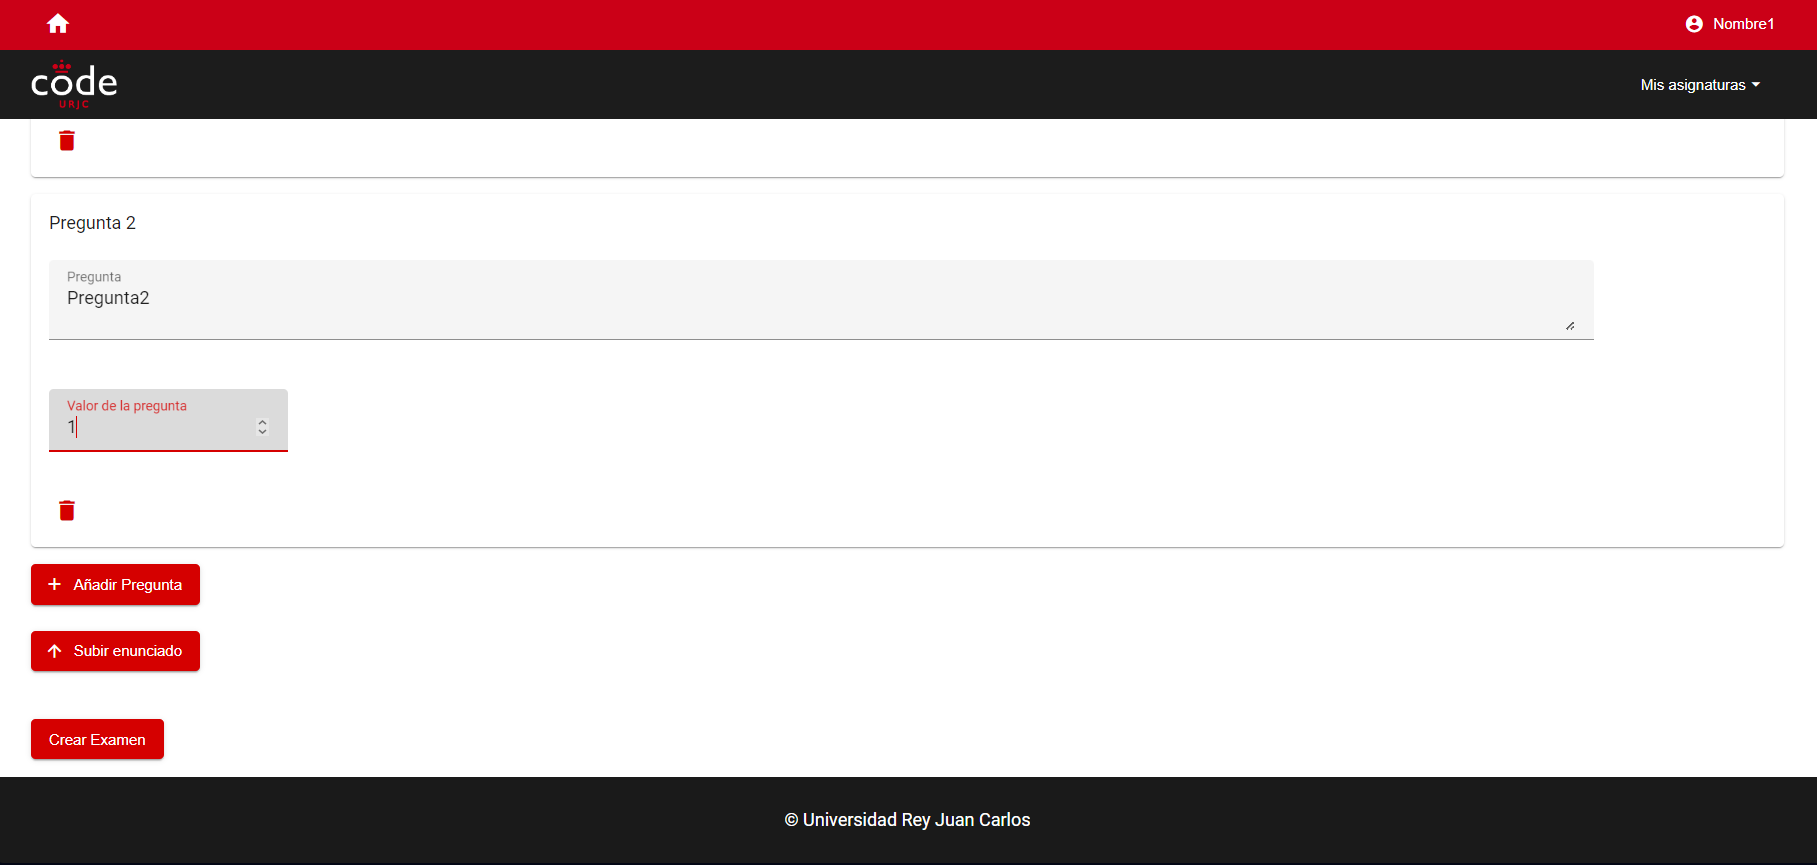 Nombre1
code
URJC
Mis asignaturas
Pregunta 2
Pregunta
Pregunta2
Valor de la pregunta
1
Añadir Pregunta
Subir enunciado
Crear Examen
© Universidad Rey Juan Carlos